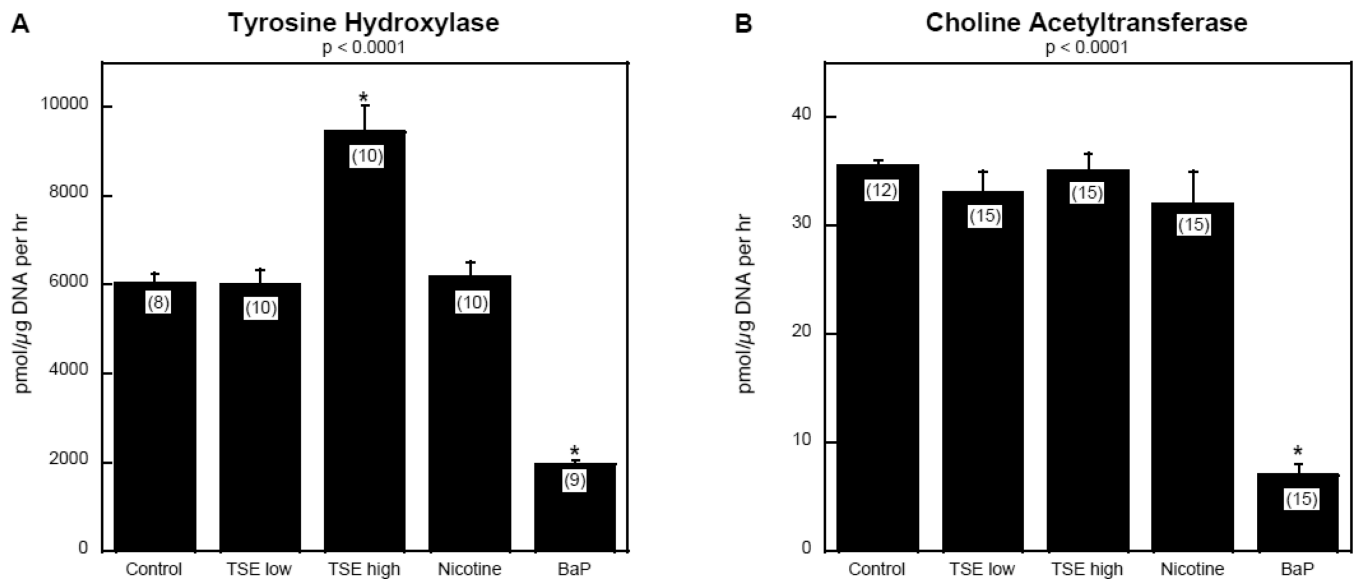 A
Tyrosine Hydroxylase
p < 0.0001
pmol/μg DNA per hr
10000
8000
6000
4000
2000
0
*
(8)
(10)
(10)
(10)
*
(9)
Control TSE low TSE high Nicotine BaP
B
Choline Acetyltransferase
p < 0.0001
pmol/μg DNA per hr
40
30
20
10
0
(12)
(15)
(15)
(15)
*
(15)
Control TSE low TSE high Nicotine BaP